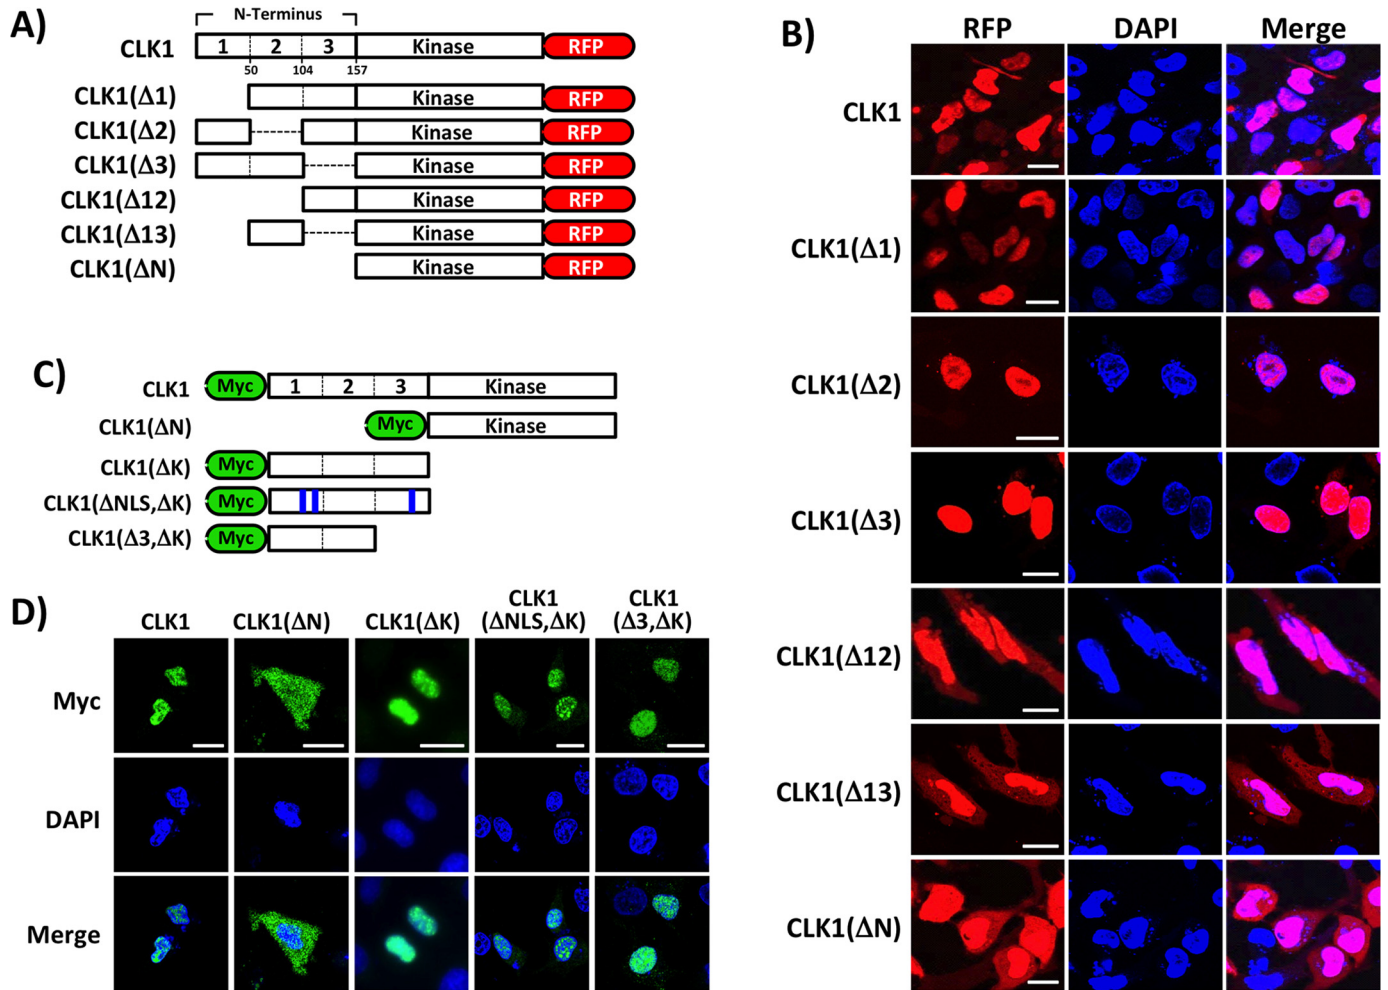 A)
N-Terminus
CLK1 1 2 3 Kinase RFP
50 104 157
CLK1(Δ1) Kinase RFP
CLK1(Δ2) Kinase RFP
CLK1(Δ3) Kinase RFP
CLK1(Δ12) Kinase RFP
CLK1(Δ13) Kinase RFP
CLK1(ΔN) Kinase RFP
B)
RFP DAPI Merge
CLK1
CLK1(Δ1)
CLK1(Δ2)
CLK1(Δ3)
CLK1(Δ12)
CLK1(Δ13)
CLK1(ΔN)
C)
CLK1 Myc 1 2 3 Kinase
CLK1(ΔN) Myc Kinase
CLK1(ΔK) Myc
CLK1(ΔNLS,ΔK) Myc
CLK1(Δ3,ΔK) Myc
D)
CLK1 CLK1(ΔN) CLK1(ΔK) CLK1 (ΔNLS,ΔK) CLK1 (Δ3,ΔK)
Myc
DAPI
Merge